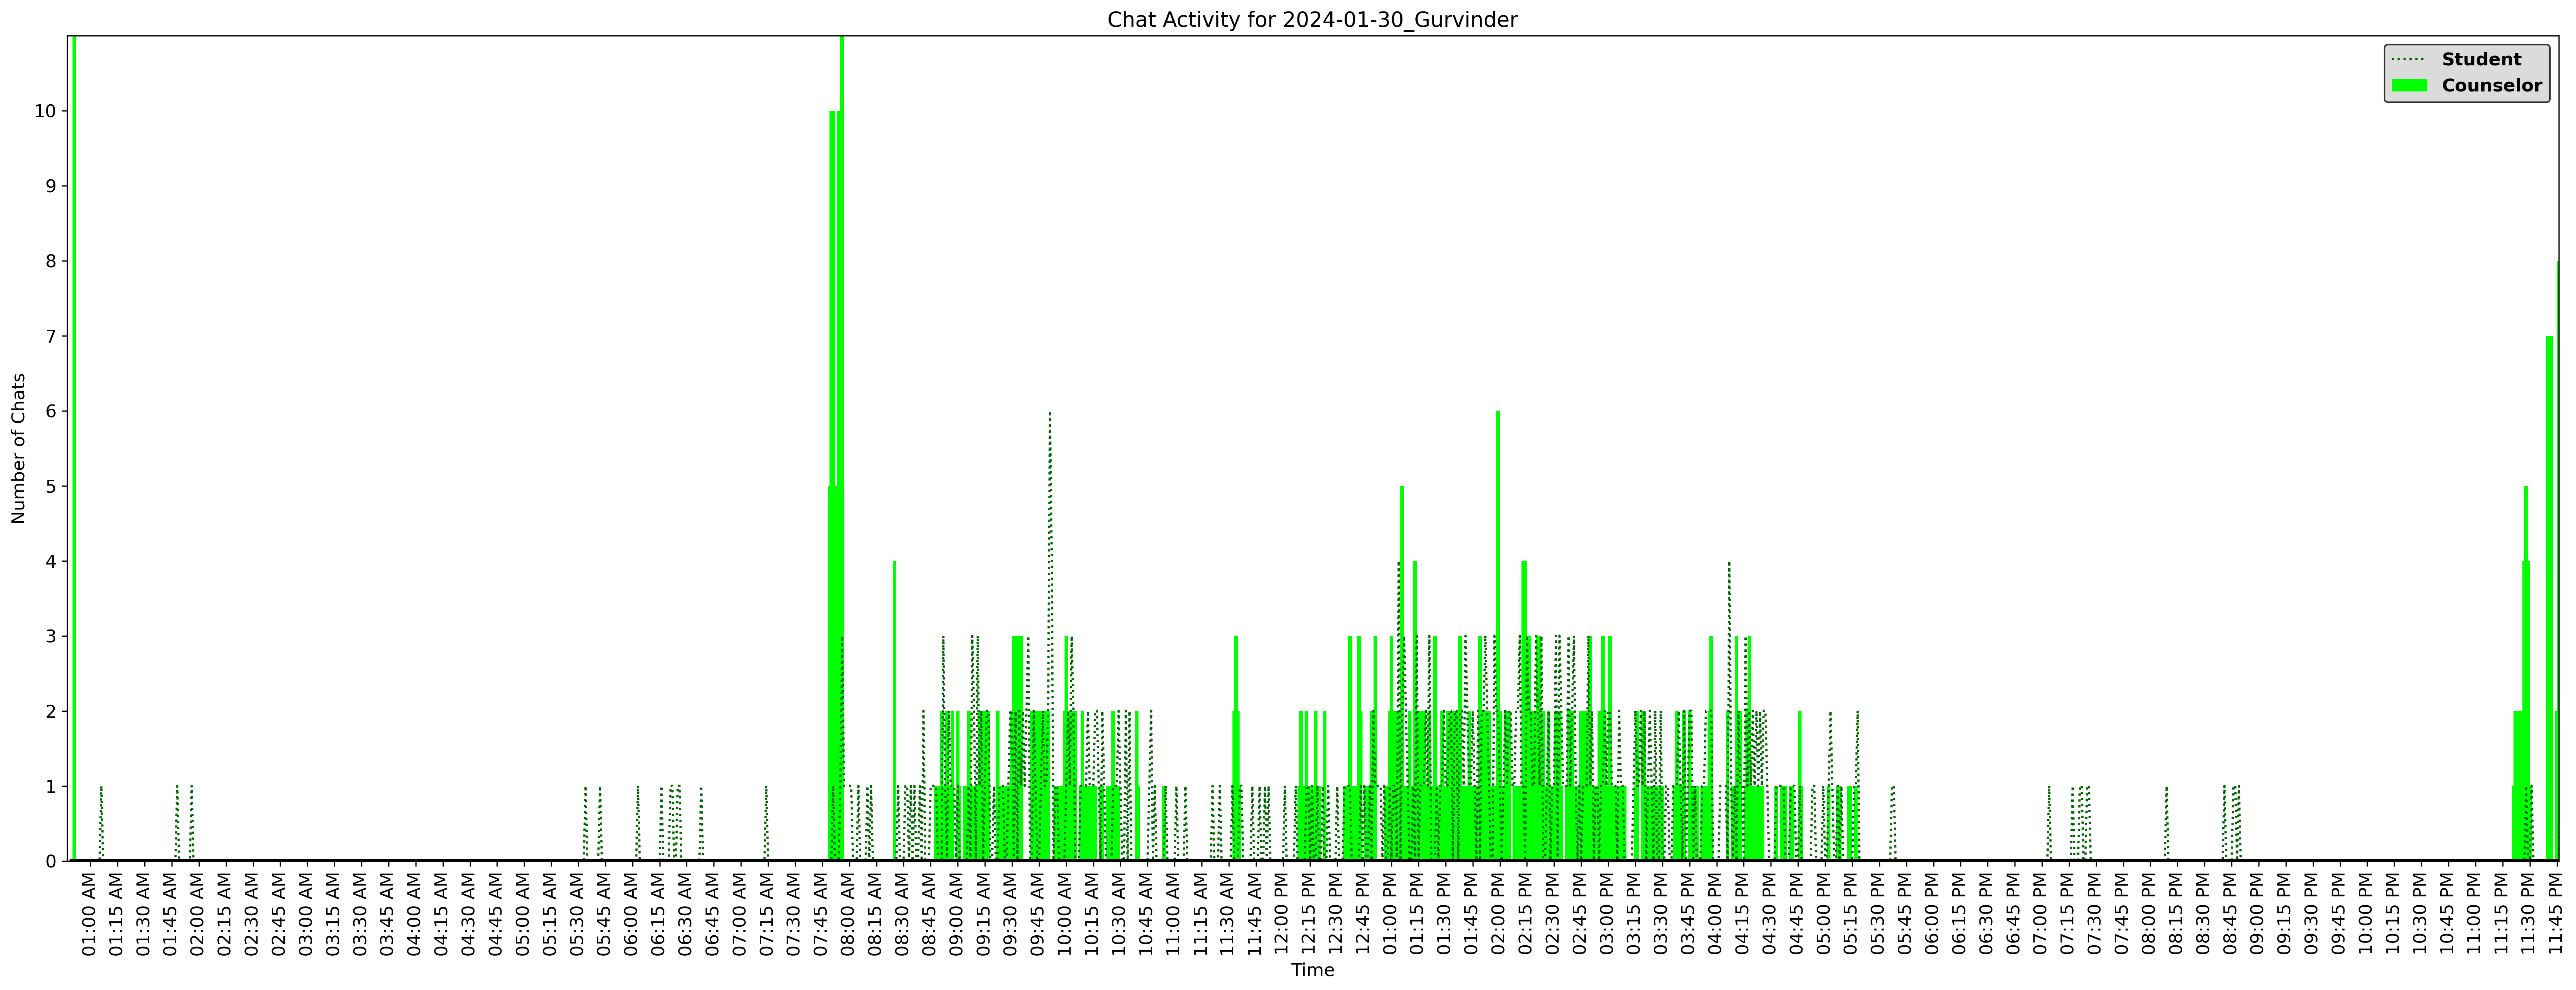 Chat Activity for 2024-01-30_Gurvinder
Student
Counselor
Number of Chats
10
9
8
7
6
5
4
3
2
1
0
01:00 AM
01:15 AM
01:30 AM
01:45 AM
02:00 AM
02:15 AM
02:30 AM
02:45 AM
03:00 AM
03:15 AM
03:30 AM
03:45 AM
04:00 AM
04:15 AM
04:30 AM
04:45 AM
05:00 AM
05:15 AM
05:30 AM
05:45 AM
06:00 AM
06:15 AM
06:30 AM
06:45 AM
07:00 AM
07:15 AM
07:30 AM
07:45 AM
08:00 AM
08:15 AM
08:30 AM
08:45 AM
09:00 AM
09:15 AM
09:30 AM
09:45 AM
10:00 AM
10:15 AM
10:30 AM
10:45 AM
11:00 AM
11:15 AM
11:30 AM
11:45 AM
12:00 PM
12:15 PM
12:30 PM
12:45 PM
01:00 PM
01:15 PM
01:30 PM
01:45 PM
02:00 PM
02:15 PM
02:30 PM
02:45 PM
03:00 PM
03:15 PM
03:30 PM
03:45 PM
04:00 PM
04:15 PM
04:30 PM
04:45 PM
05:00 PM
05:15 PM
05:30 PM
05:45 PM
06:00 PM
06:15 PM
06:30 PM
06:45 PM
07:00 PM
07:15 PM
07:30 PM
07:45 PM
08:00 PM
08:15 PM
08:30 PM
08:45 PM
09:00 PM
09:15 PM
09:30 PM
09:45 PM
10:00 PM
10:15 PM
10:30 PM
10:45 PM
11:00 PM
11:15 PM
11:30 PM
11:45 PM
Time